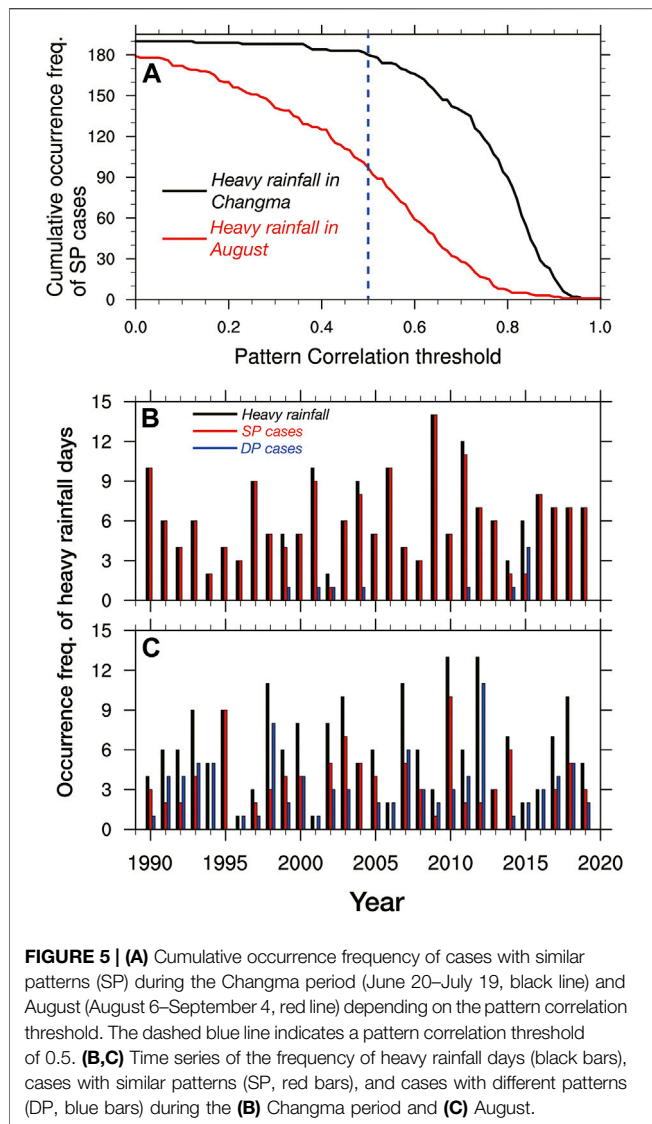 Cumulative occurrence freq.
of SP cases
180
150
120
90
60
30
0
A
Heavy rainfall in
Changma
Heavy rainfall in
August
0.0 0.2 0.4 0.6 0.8 1.0
Pattern Correlation threshold
Occurrence freq. of heavy rainfall days
15
12
9
6
3
0
B
Heavy rainfall
SP cases
DP cases
15
12
9
6
3
0
C
1990 1995 2000 2005 2010 2015 2020
Year
FIGURE 5 | (A) Cumulative occurrence frequency of cases with similar
patterns (SP) during the Changma period (June 20–July 19, black line) and
August (August 6–September 4, red line) depending on the pattern correlation
threshold. The dashed blue line indicates a pattern correlation threshold
of 0.5. (B,C) Time series of the frequency of heavy rainfall days (black bars),
cases with similar patterns (SP, red bars), and cases with different patterns
(DP, blue bars) during the (B) Changma period and (C) August.